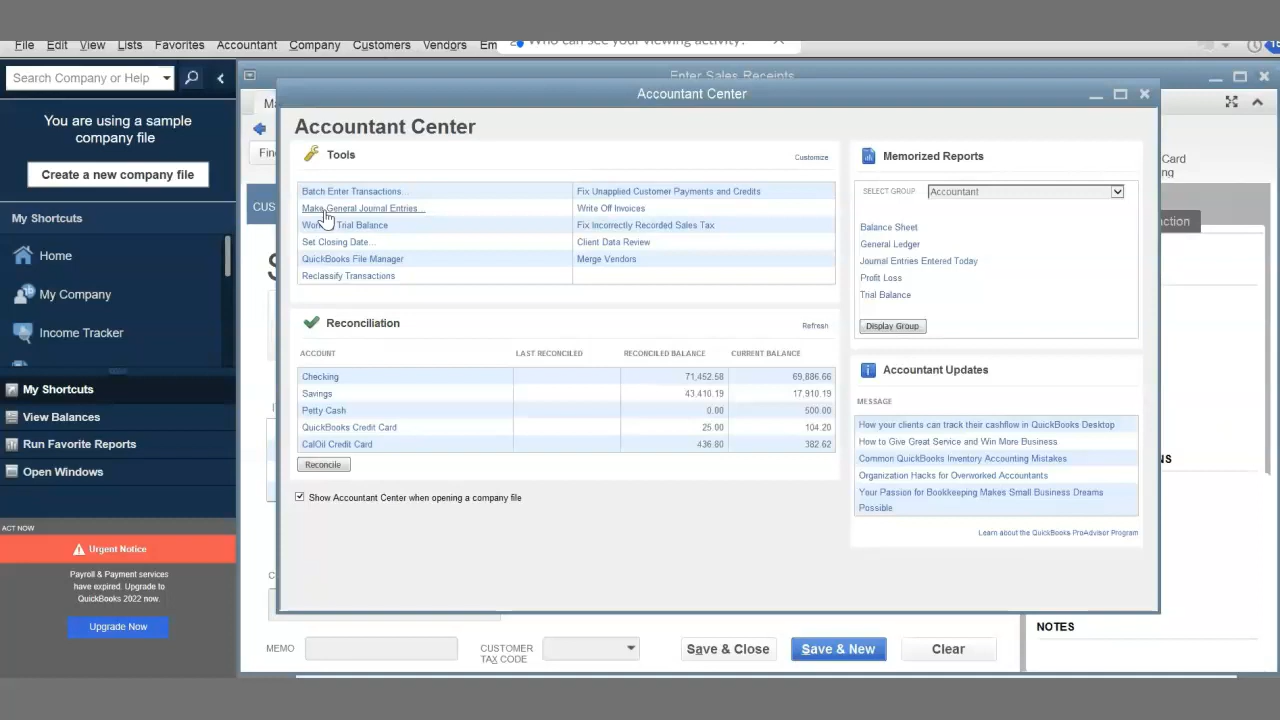 Who can see your viewing activity?
File Edit View Lists Favorites Accountant Company Customers Vendors Em
Search Company or Help
Enter Sales Receipts
Accountant Center
You are using a sample
company file
Create a new company file
My Shortcuts
Home
My Company
Income Tracker
My Shortcuts
View Balances
Run Favorite Reports
Open Windows
ACT NOW
Urgent Notice
Payroll & Payment services
have expired. Upgrade to
QuickBooks 2022 now.
Upgrade Now
Ma
Fin
CUS
Accountant Center
Tools
Customize
Batch Enter Transactions...
Make General Journal Entries...
Trial Balance
Set Closing Date...
QuickBooks File Manager
Reclassify Transactions
Fix Unapplied Customer Payments and Credits
Write Off Invoices
Fix Incorrectly Recorded Sales Tax
Client Data Review
Merge Vendors
Reconciliation
Refresh
ACCOUNT LAST RECONCILED RECONCILED BALANCE CURRENT BALANCE
Checking 71,452.58 69,886.66
Savings 43,410.19 17,910.19
Petty Cash 0.00 500.00
QuickBooks Credit Card 25.00 104.20
CalOil Credit Card 436.80 382.62
Reconcile
Show Accountant Center when opening a company file
Memorized Reports
SELECT GROUP Accountant
Balance Sheet
General Ledger
Journal Entries Entered Today
Profit Loss
Trial Balance
Display Group
Accountant Updates
MESSAGE
How your clients can track their cashflow in QuickBooks Desktop
How to Give Great Service and Win More Business
Common QuickBooks Inventory Accounting Mistakes
Organization Hacks for Overworked Accountants
Your Passion for Bookkeeping Makes Small Business Dreams
Possible
Learn about the QuickBooks ProAdvisor Program
Card
ng
ction
NOTES
MEMO
CUSTOMER
TAX CODE
Save & Close
Save & New
Clear